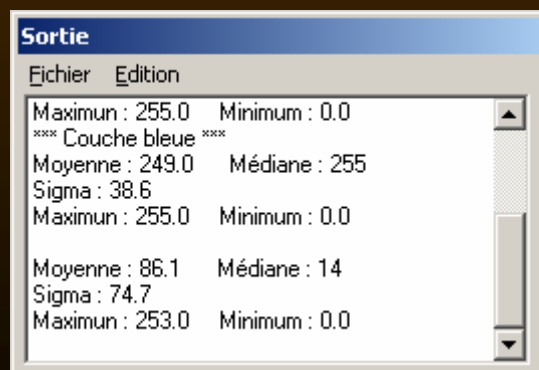 Sortie
Fichier Edition
Maximun : 255.0 Minimum : 0.0
*** Couche bleue ***
Moyenne : 249.0 Médiane : 255
Sigma : 38.6
Maximun : 255.0 Minimum : 0.0
Moyenne : 86.1 Médiane : 14
Sigma : 74.7
Maximun : 253.0 Minimum : 0.0